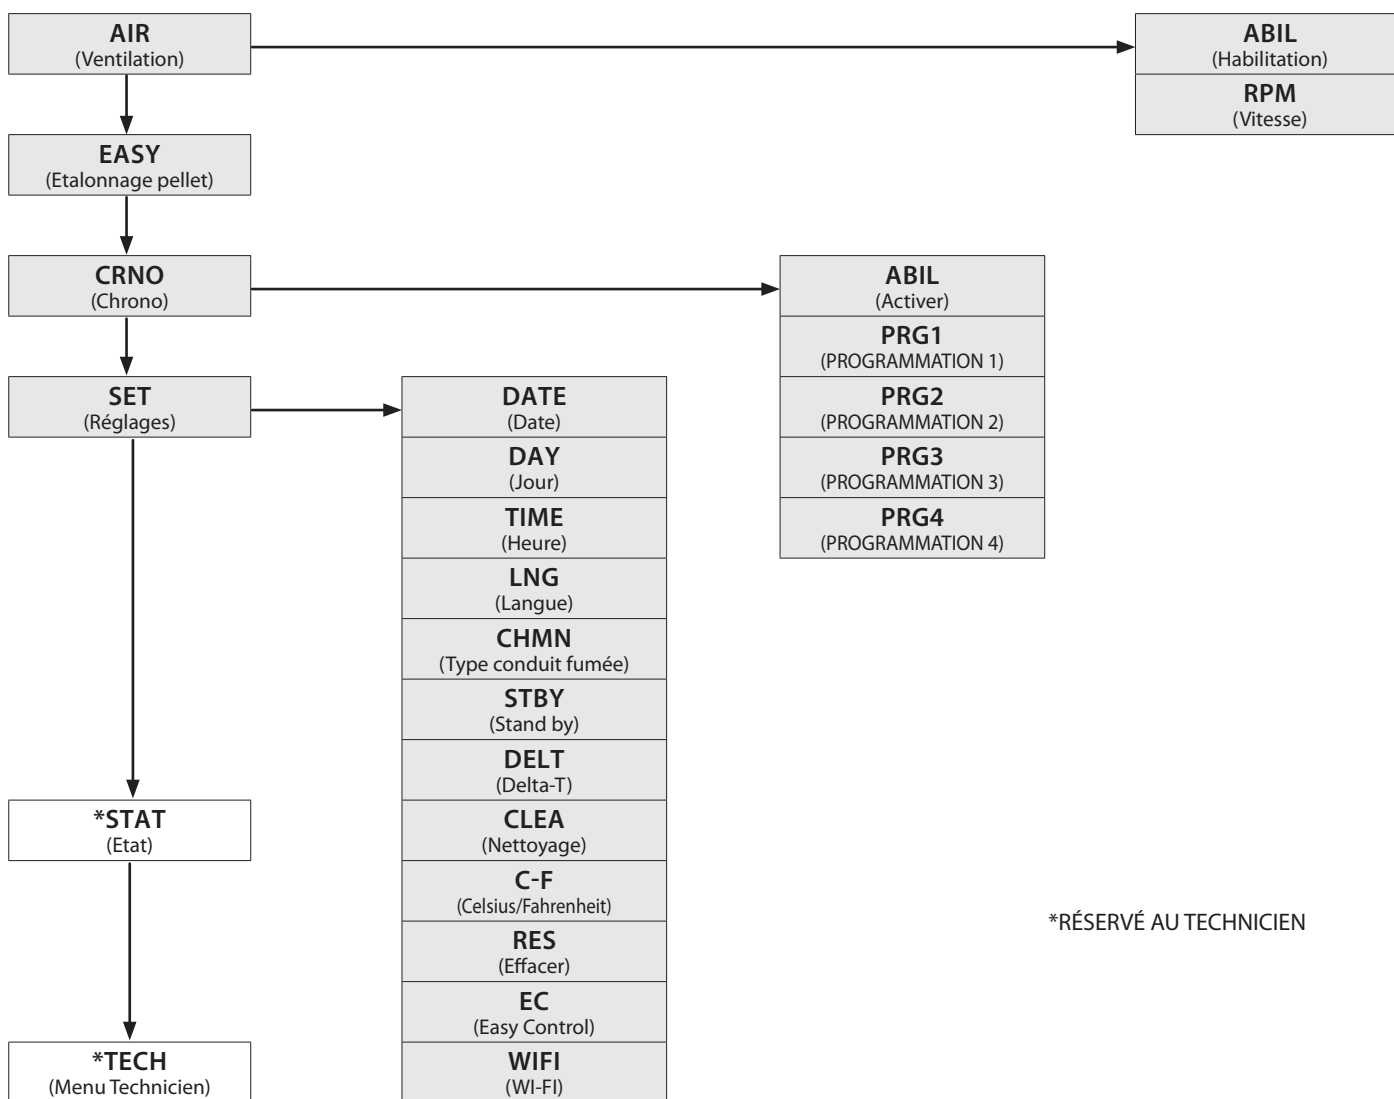 AIR
(Ventilation)
ABIL
(Habilitation)
RPM
(Vitesse)
EASY
(Etalonnage pellet)
CRNO
(Chrono)
ABIL
(Activer)
PRG1
(PROGRAMMATION 1)
PRG2
(PROGRAMMATION 2)
PRG3
(PROGRAMMATION 3)
PRG4
(PROGRAMMATION 4)
SET
(Réglages)
DATE
(Date)
DAY
(Jour)
TIME
(Heure)
LNG
(Langue)
CHMN
(Type conduit fumée)
STBY
(Stand by)
DELT
(Delta-T)
CLEA
(Nettoyage)
C-F
(Celsius/Fahrenheit)
RES
(Effacer)
EC
(Easy Control)
WIFI
(WI-FI)
*STAT
(Etat)
*TECH
(Menu Technicien)
*RÉSERVÉ AU TECHNICIEN